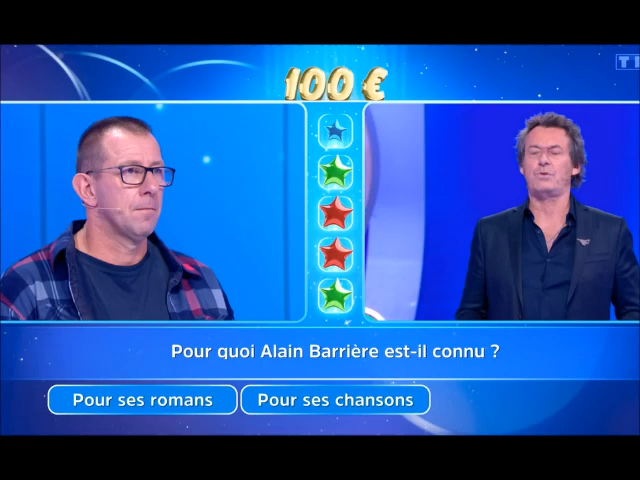 100 €
TF1
Pour quoi Alain Barrière est-il connu ?
Pour ses romans
Pour ses chansons